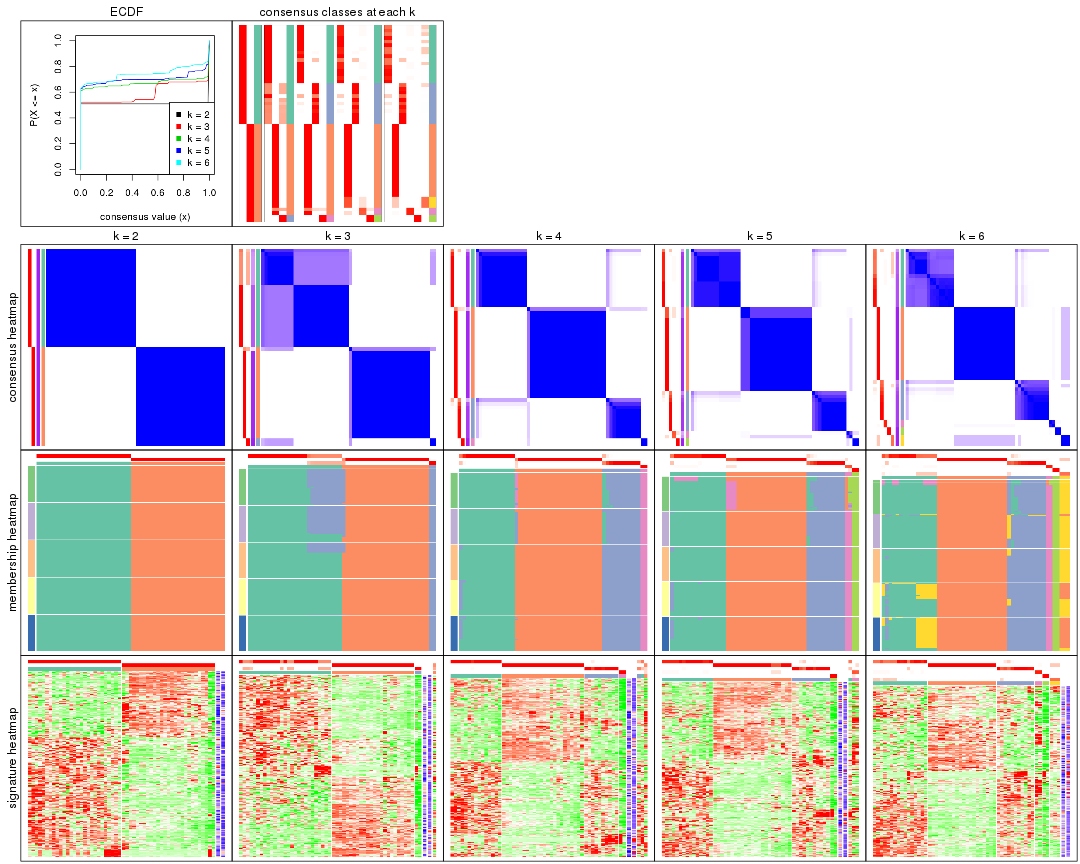 ECDF
consensus classes at each k
P(X <= x)
0.0 0.2 0.4 0.6 0.8 1.0
k = 2
k = 3
k = 4
k = 5
k = 6
0.0 0.2 0.4 0.6 0.8 1.0
consensus value (x)
k = 2
k = 3
k = 4
k = 5
k = 6
consensus heatmap
membership heatmap
signature heatmap